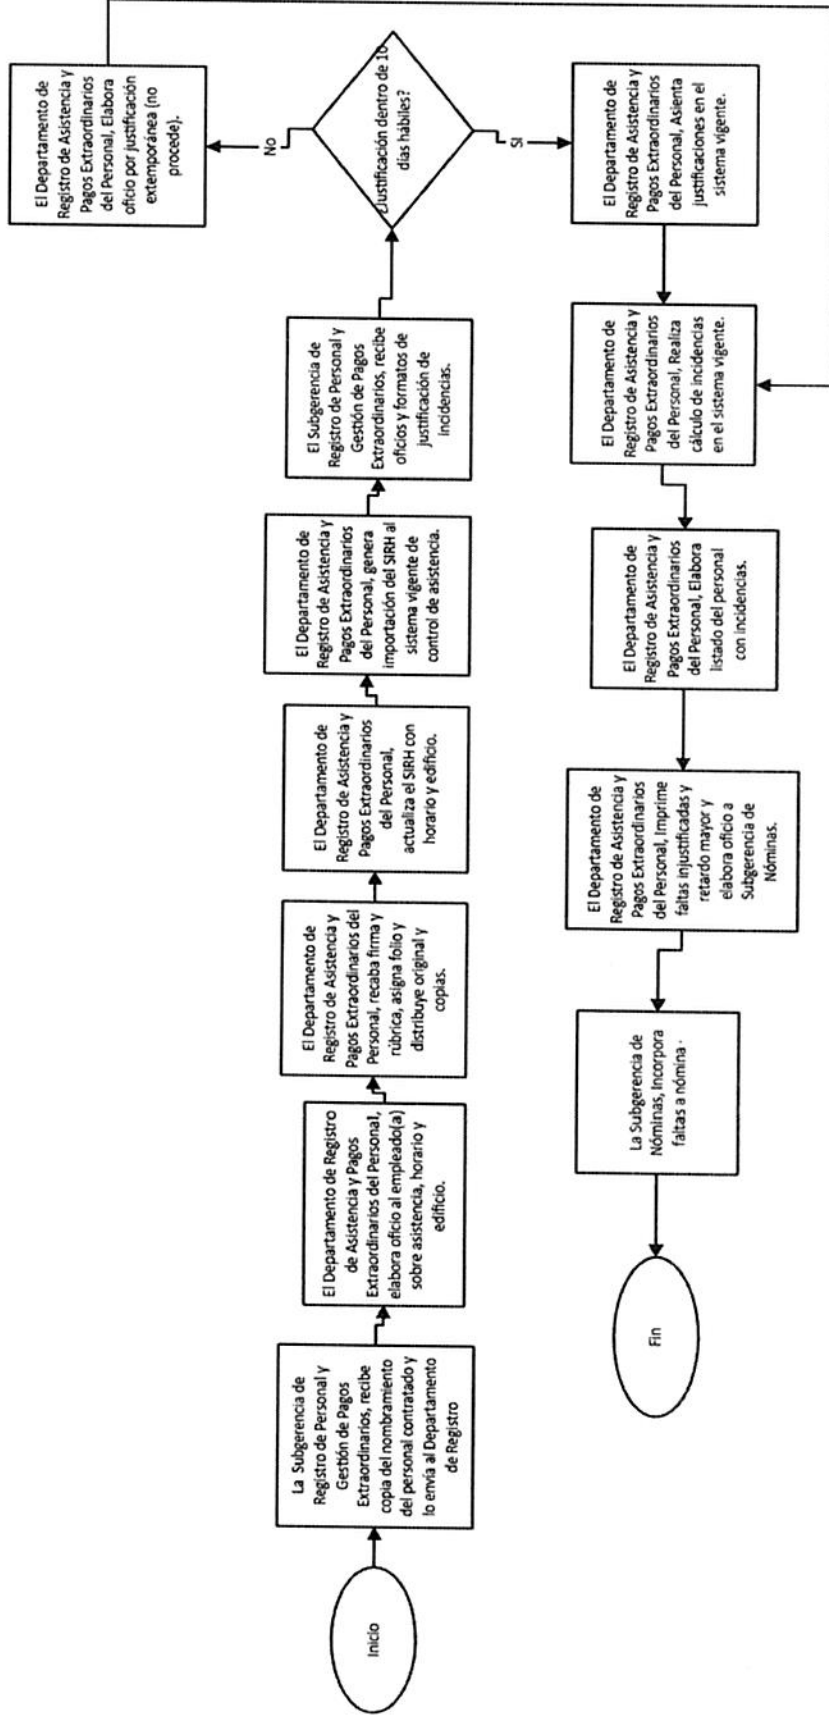 Inicio
La Subgerencia de
Registro de Personal y
Gestión de Pagos
Extraordinarios, recibe
copia del nombramiento
del personal contratado y
lo envía al Departamento
de Registro
El Departamento de Registro
de Asistencia y Pagos
Extraordinarios del Personal,
elabora oficio al empleado(a)
sobre asistencia, horario y
edificio.
El Departamento de
Registro de Asistencia y
Pagos Extraordinarios del
Personal, recaba firma y
rúbrica, asigna folio y
distribuye original y
copias.
El Departamento de
Registro de Asistencia y
Pagos Extraordinarios
del Personal,
actualiza el SIRH con
horario y edificio.
El Departamento de
Registro de Asistencia y
Pagos Extraordinarios
del Personal, genera
importación del SIRH al
sistema vigente de
control de asistencia.
El Subgerencia de
Registro de Personal y
Gestión de Pagos
Extraordinarios, recibe
oficios y formatos de
justificación de
incidencias.
¿Justificación dentro de 10
días hábiles?
No
El Departamento de
Registro de Asistencia y
Pagos Extraordinarios
del Personal, Elabora
oficio por justificación
extemporánea (no
procede).
SI
El Departamento de
Registro de Asistencia y
Pagos Extraordinarios
del Personal, Asienta
justificaciones en el
sistema vigente.
El Departamento de
Registro de Asistencia y
Pagos Extraordinarios
del Personal, Realiza
cálculo de incidencias
en el sistema vigente.
El Departamento de
Registro de Asistencia y
Pagos Extraordinarios
del Personal, Elabora
listado del personal
con incidencias.
El Departamento de
Registro de Asistencia y
Pagos Extraordinarios
del Personal, Imprime
faltas injustificadas y
retardo mayor y
elabora oficio a
Subgerencia de
Nóminas.
La Subgerencia de
Nóminas, Incorpora
faltas a nómina .
Fin